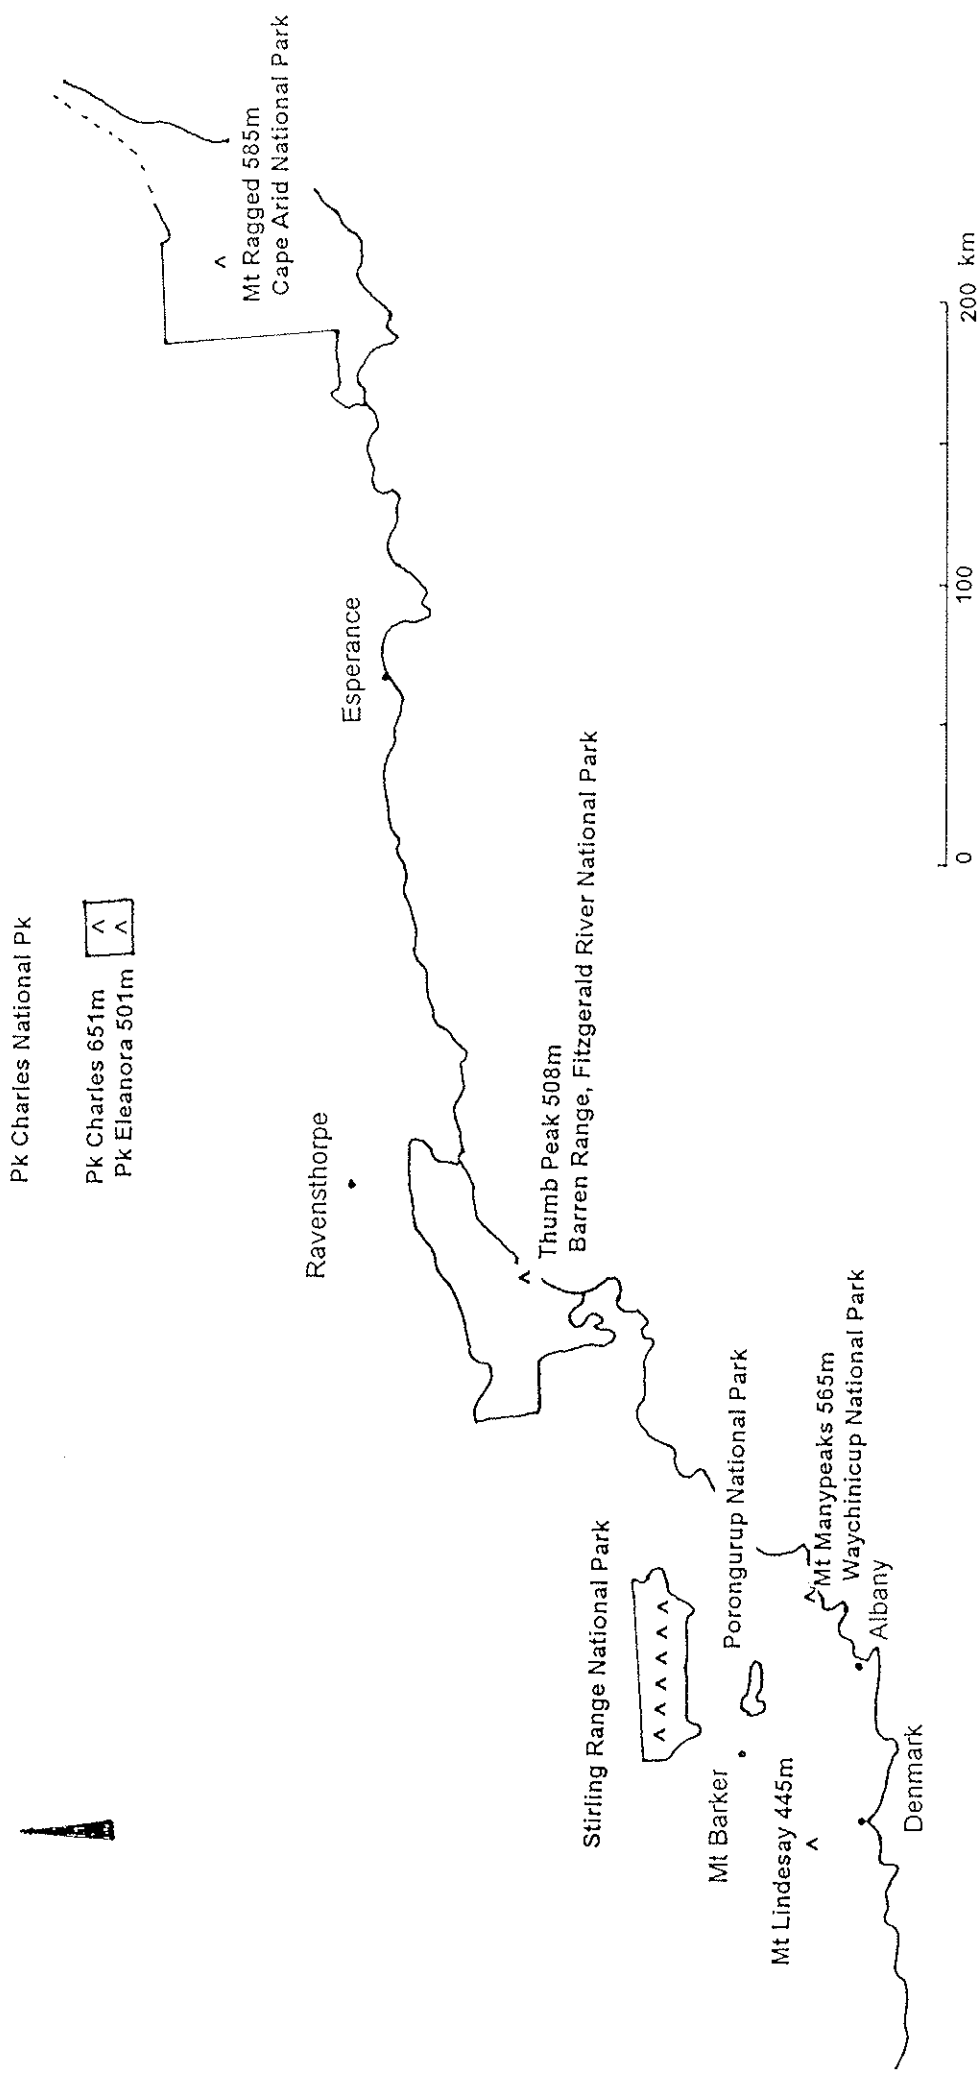 Pk Charles National Pk
Pk Charles 651m
Pk Eleanora 501m
Mt Ragged 585m
Cape Arid National Park
Ravensthorpe
Esperance
Thumb Peak 508m
Barren Range, Fitzgerald River National Park
Stirling Range National Park
Porongurup National Park
Mt Barker
Mt Lindesay 445m
Mt Manypeaks 565m
Waychinicup National Park
Albany
Denmark
0 100 200 km